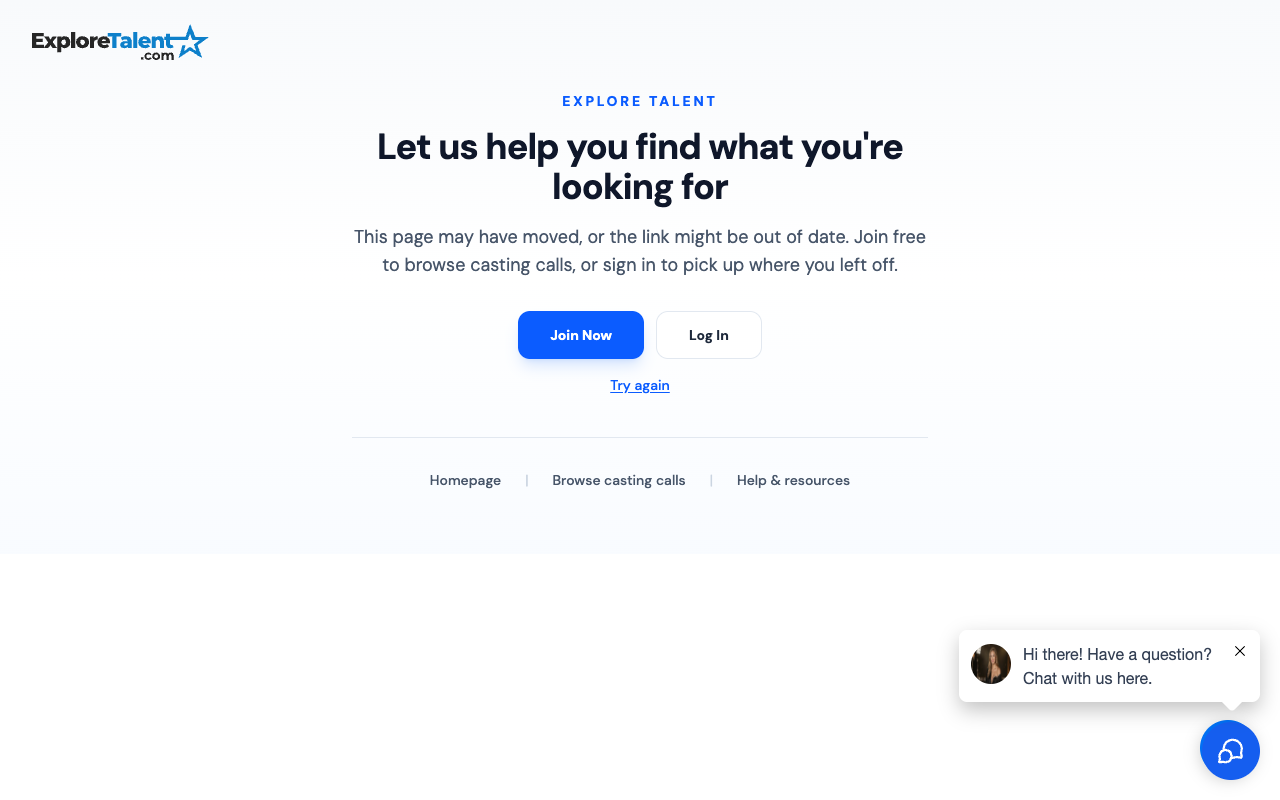 ExploreTalent
.com
EXPLORE TALENT
Let us help you find what you're
looking for
This page may have moved, or the link might be out of date. Join free
to browse casting calls, or sign in to pick up where you left off.
Join Now
Log In
Try again
Homepage | Browse casting calls | Help & resources
Hi there! Have a question?
Chat with us here.